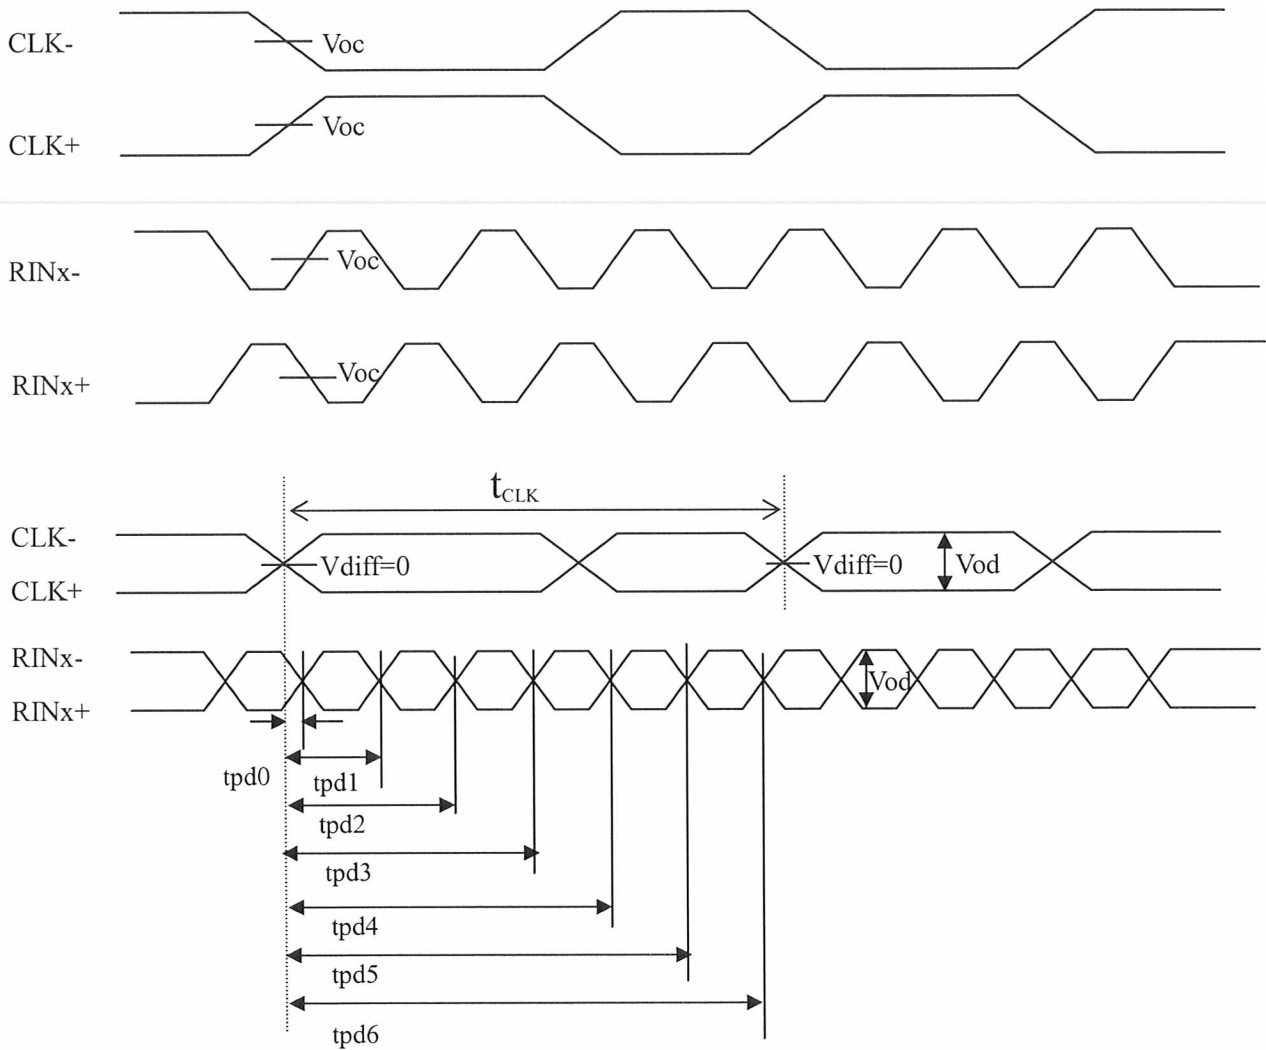 CLK-
Voc
CLK+
Voc
RINx-
Voc
RINx+
Voc
tCLK
CLK-
Vdiff=0
Vdiff=0
Vod
CLK+
RINx-
Vod
RINx+
tpd0
tpd1
tpd2
tpd3
tpd4
tpd5
tpd6